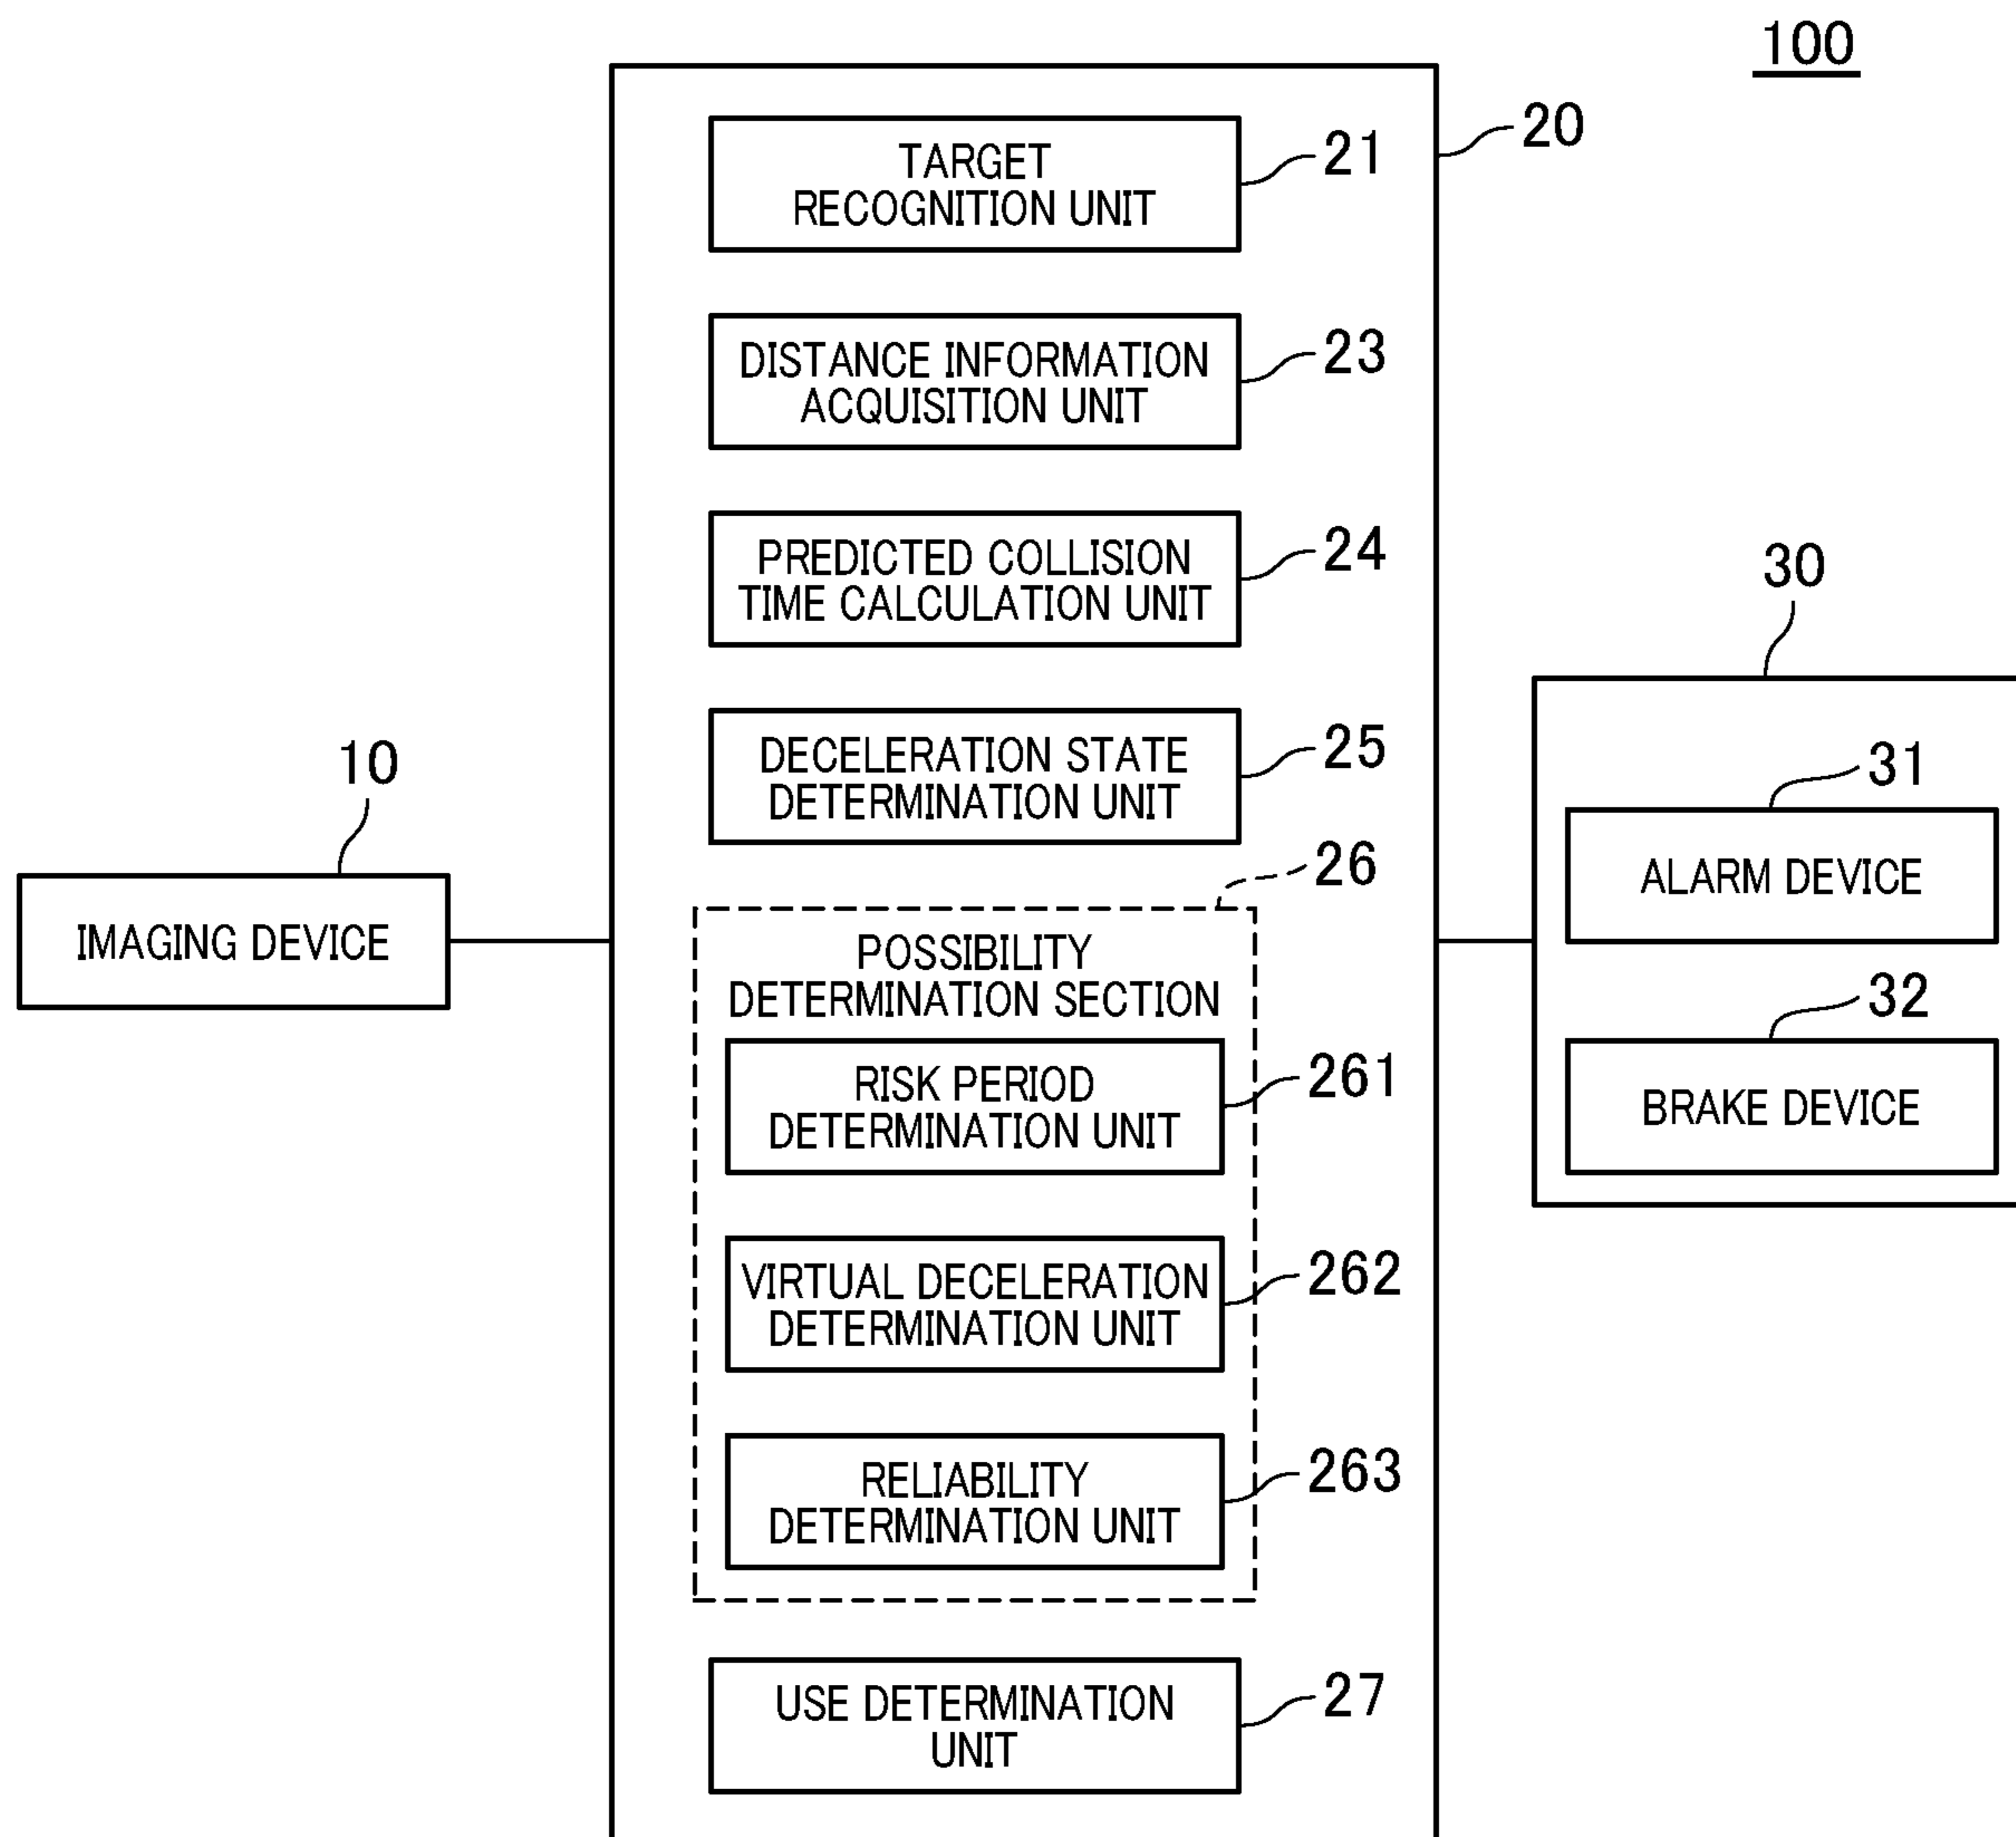 100
20
TARGET
RECOGNITION UNIT
21
DISTANCE INFORMATION
ACQUISITION UNIT
23
PREDICTED COLLISION
TIME CALCULATION UNIT
24
DECELERATION STATE
DETERMINATION UNIT
25
10
IMAGING DEVICE
26
POSSIBILITY
DETERMINATION SECTION
RISK PERIOD
DETERMINATION UNIT
261
VIRTUAL DECELERATION
DETERMINATION UNIT
262
RELIABILITY
DETERMINATION UNIT
263
USE DETERMINATION
UNIT
27
30
31
ALARM DEVICE
32
BRAKE DEVICE